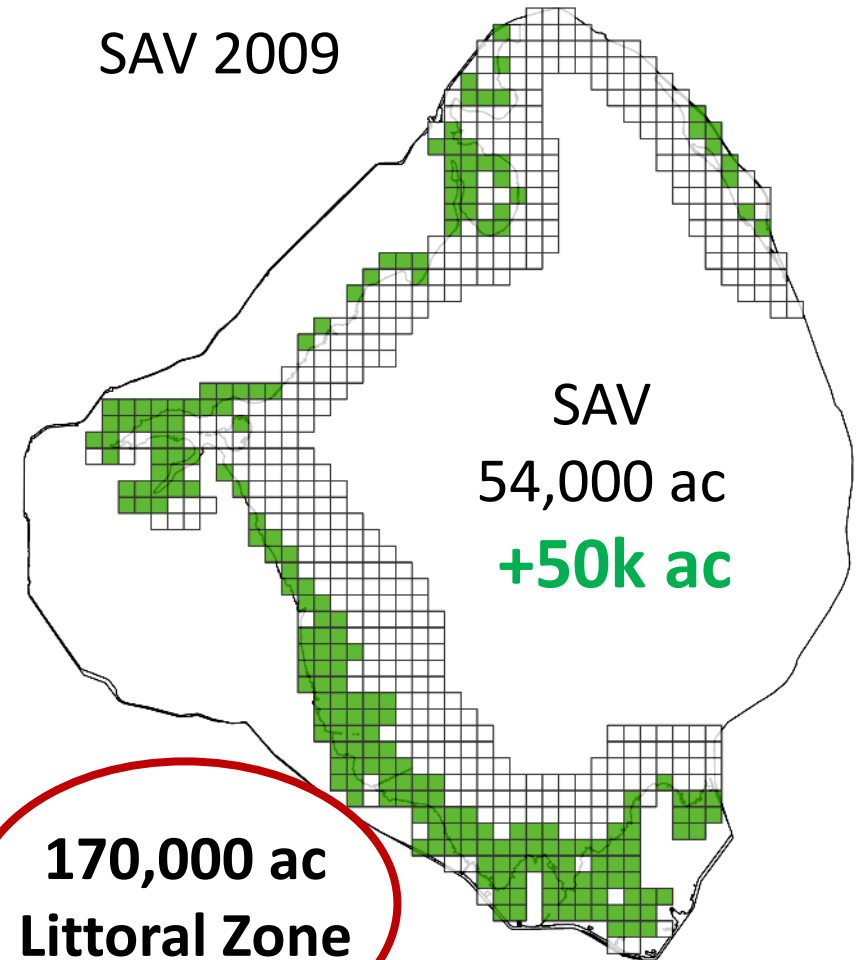 SAV 2009
SAV
54,000 ac
+50k ac
170,000 ac
Littoral Zone